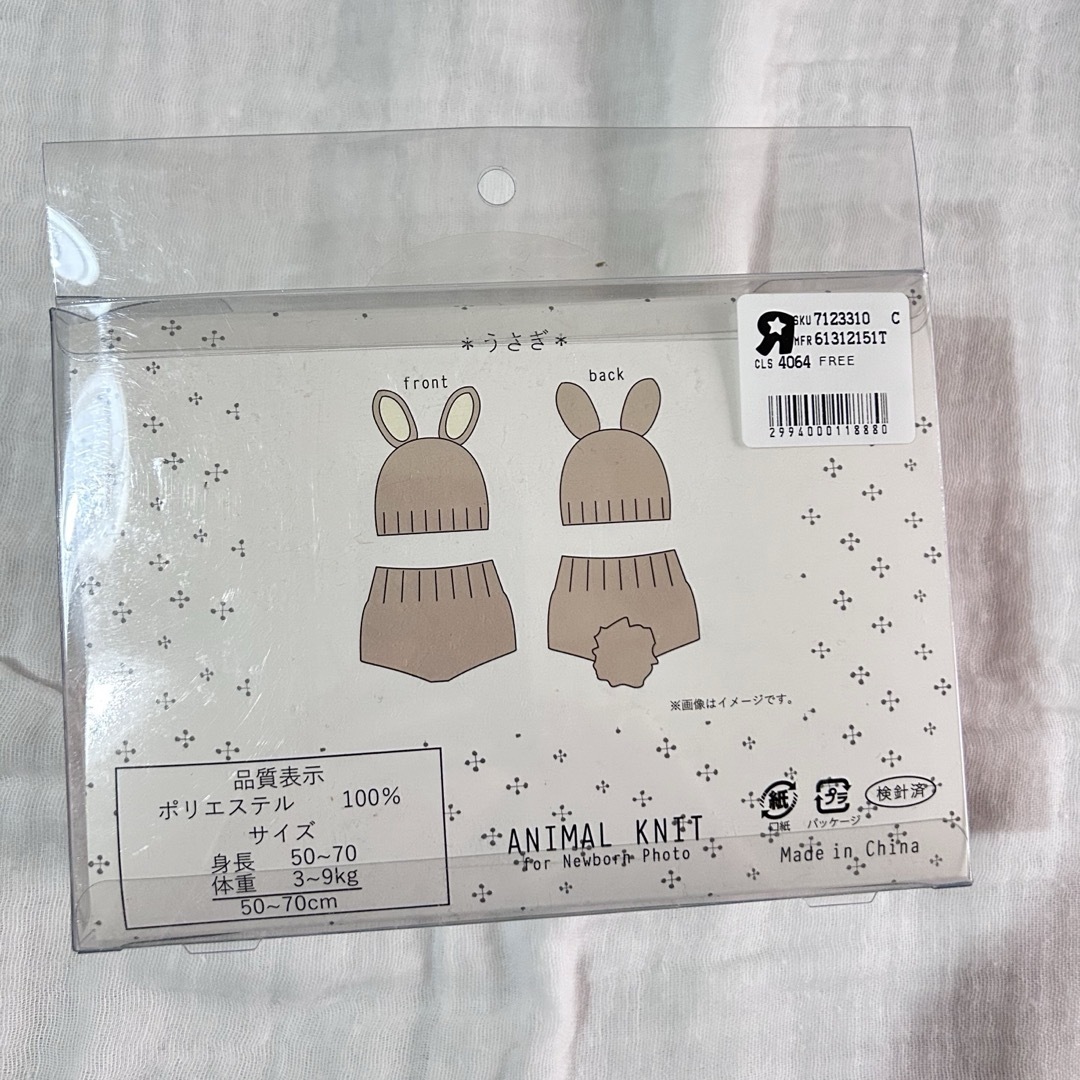 SKU 7123310 C
MFR 61312151T
CLS 4064 FREE
2994000118880
*うさぎ*
front
back
※画像はイメージです。
品質表示
ポリエステル 100%
サイズ
身長 50~70
体重 3~9kg
50~70cm
ANIMAL KNIT
for Newborn Photo
紙
口紙
プラ
パッケージ
検針済
Made in China